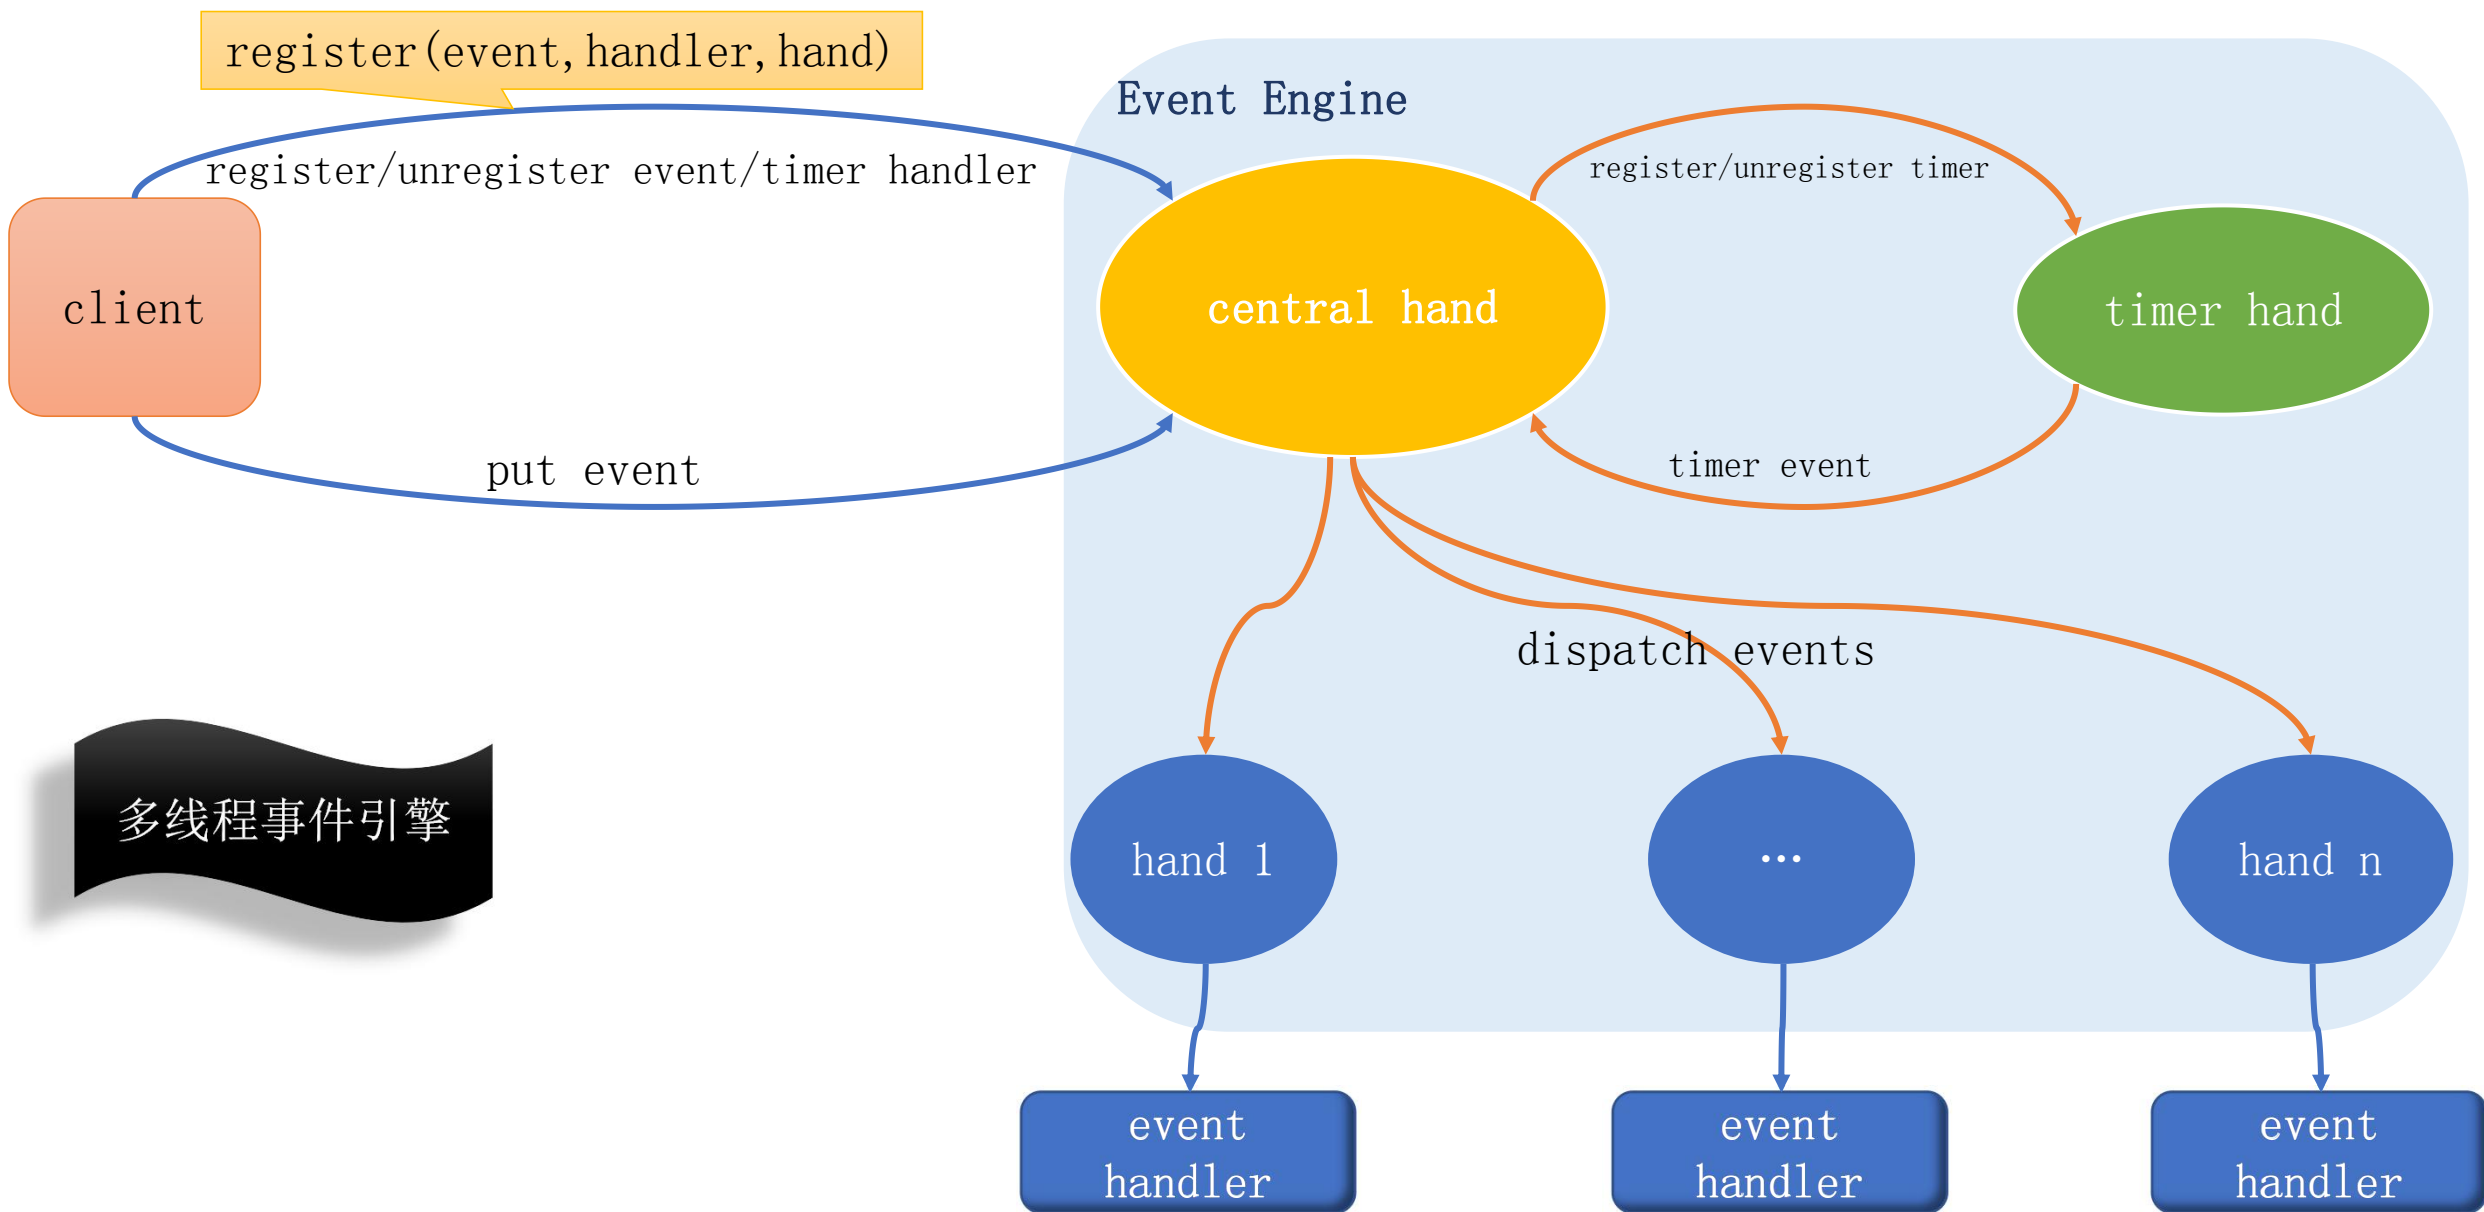 register(event,handler,hand)
Event Engine
register/unregister event/timer handler
register/unregister timer
client
central hand
timer hand
put event
timer event
dispatch events
多线程事件引擎
hand 1
…
hand n
event
handler
event
handler
event
handler